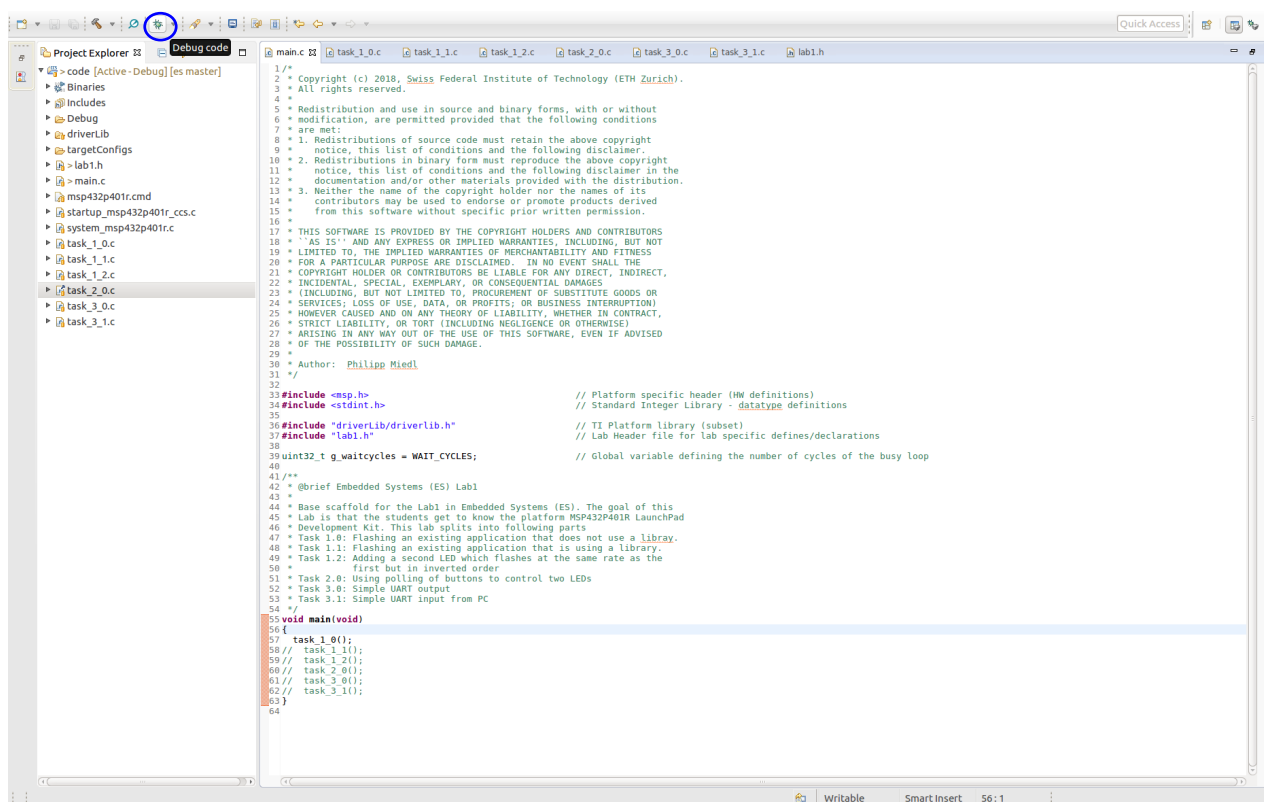 Quick Access
Project Explorer
Debug code
main.c
task_1_0.c
task_1_1.c
task_1_2.c
task_2_0.c
task_3_0.c
task_3_1.c
lab1.h
> code [Active - Debug] [es master]
Binaries
Includes
Debug
driverLib
targetConfigs
> lab1.h
> main.c
msp432p401r.cmd
startup_msp432p401r_ccs.c
system_msp432p401r.c
task_1_0.c
task_1_1.c
task_1_2.c
task_2_0.c
task_3_0.c
task_3_1.c
1 /*
2 * Copyright (c) 2018, Swiss Federal Institute of Technology (ETH Zurich).
3 * All rights reserved.
4 *
5 * Redistribution and use in source and binary forms, with or without
6 * modification, are permitted provided that the following conditions
7 * are met:
8 * 1. Redistributions of source code must retain the above copyright
9 *    notice, this list of conditions and the following disclaimer.
10 * 2. Redistributions in binary form must reproduce the above copyright
11 *    notice, this list of conditions and the following disclaimer in the
12 *    documentation and/or other materials provided with the distribution.
13 * 3. Neither the name of the copyright holder nor the names of its
14 *    contributors may be used to endorse or promote products derived
15 *    from this software without specific prior written permission.
16 *
17 * THIS SOFTWARE IS PROVIDED BY THE COPYRIGHT HOLDERS AND CONTRIBUTORS
18 * ``AS IS'' AND ANY EXPRESS OR IMPLIED WARRANTIES, INCLUDING, BUT NOT
19 * LIMITED TO, THE IMPLIED WARRANTIES OF MERCHANTABILITY AND FITNESS
20 * FOR A PARTICULAR PURPOSE ARE DISCLAIMED.  IN NO EVENT SHALL THE
21 * COPYRIGHT HOLDER OR CONTRIBUTORS BE LIABLE FOR ANY DIRECT, INDIRECT,
22 * INCIDENTAL, SPECIAL, EXEMPLARY, OR CONSEQUENTIAL DAMAGES
23 * (INCLUDING, BUT NOT LIMITED TO, PROCUREMENT OF SUBSTITUTE GOODS OR
24 * SERVICES; LOSS OF USE, DATA, OR PROFITS; OR BUSINESS INTERRUPTION)
25 * HOWEVER CAUSED AND ON ANY THEORY OF LIABILITY, WHETHER IN CONTRACT,
26 * STRICT LIABILITY, OR TORT (INCLUDING NEGLIGENCE OR OTHERWISE)
27 * ARISING IN ANY WAY OUT OF THE USE OF THIS SOFTWARE, EVEN IF ADVISED
28 * OF THE POSSIBILITY OF SUCH DAMAGE.
29 *
30 * Author:  Philipp Miedl
31 */
32
33 #include <msp.h> // Platform specific header (HW definitions)
34 #include <stdint.h> // Standard Integer Library - datatype definitions
35
36 #include "driverLib/driverlib.h" // TI Platform library (subset)
37 #include "lab1.h" // Lab Header file for lab specific defines/declarations
38
39 uint32_t g_waitcycles = WAIT_CYCLES; // Global variable defining the number of cycles of the busy loop
40
41 /**
42 * @brief Embedded Systems (ES) Lab1
43 *
44 * Base scaffold for the Lab1 in Embedded Systems (ES). The goal of this
45 * Lab is that the students get to know the platform MSP432P401R LaunchPad
46 * Development Kit. This lab splits into following parts
47 * Task 1.0: Flashing an existing application that does not use a libray.
48 * Task 1.1: Flashing an existing application that is using a library.
49 * Task 1.2: Adding a second LED which flashes at the same rate as the
50 *           first but in inverted order
51 * Task 2.0: Using polling of buttons to control two LEDs
52 * Task 3.0: Simple UART output
53 * Task 3.1: Simple UART input from PC
54 */
55 void main(void)
56 {
57   task_1_0();
58 //  task_1_1();
59 //  task_1_2();
60 //  task_2_0();
61 //  task_3_0();
62 //  task_3_1();
63 }
64
Writable
Smart Insert
56 : 1